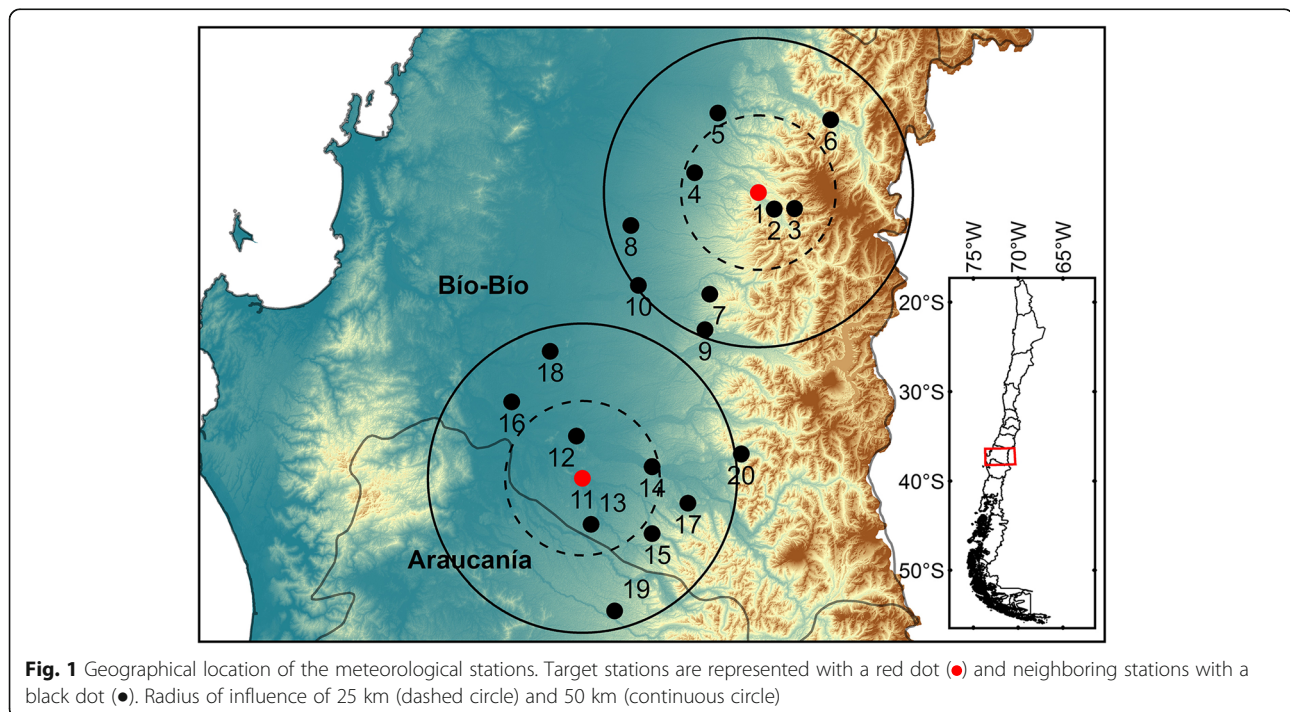 5
6
4
1
2
3
8
Bío-Bío
10
7
9
18
16
12
20
14
11
13
17
15
Araucanía
19
75°W
70°W
65°W
20°S
30°S
40°S
50°S
Fig. 1 Geographical location of the meteorological stations. Target stations are represented with a red dot (●) and neighboring stations with a
black dot (●). Radius of influence of 25 km (dashed circle) and 50 km (continuous circle)